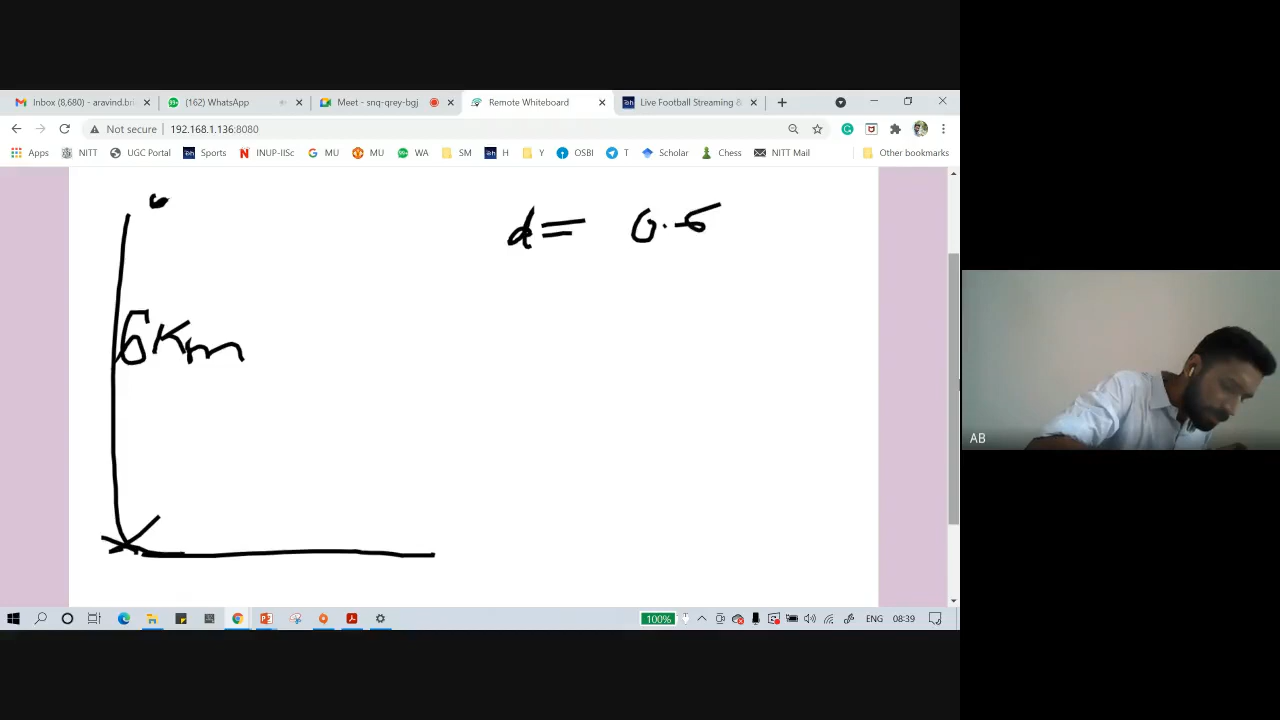 Inbox (8,680) - aravind.bri
(162) WhatsApp
Meet - snq-qrey-bgj
Remote Whiteboard
Live Football Streaming &
Not secure
192.168.1.136:8080
Apps
NITT
UGC Portal
Sports
INUP-IISc
MU
MU
WA
SM
H
Y
OSBI
T
Scholar
Chess
NITT Mail
Other bookmarks
d= 0.5
6Km
AB
100%
ENG
08:39